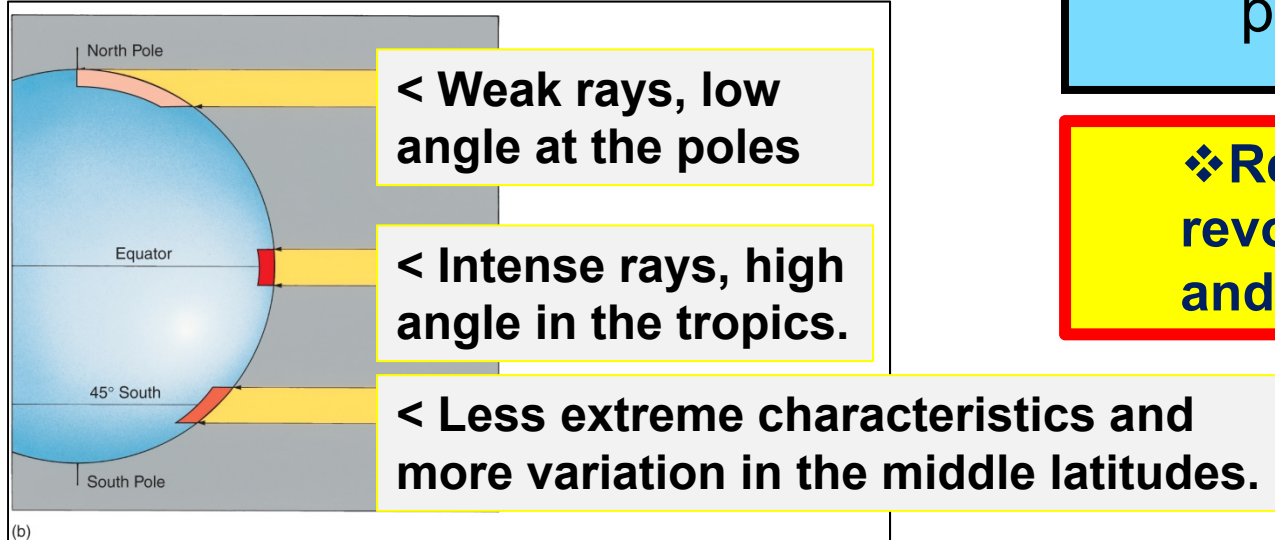 North Pole
< Weak rays, low
angle at the poles
Equator
< Intense rays, high
angle in the tropics.
45° South
< Less extreme characteristics and
more variation in the middle latitudes.
South Pole
(b)
and